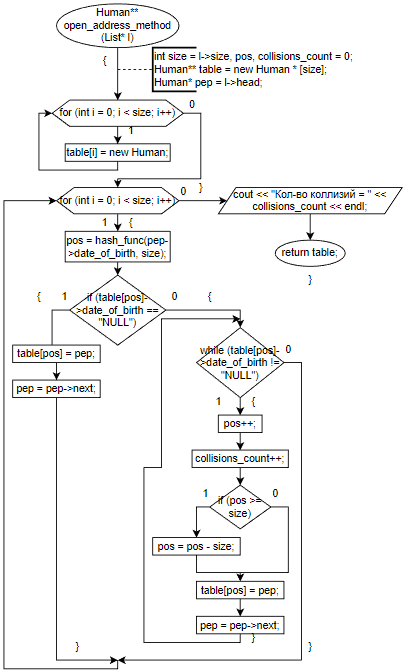 Human**
open_address_method
(List* l)
{
int size = l->size, pos, collisions_count = 0;
Human** table = new Human * [size];
Human* pep = l->head;
for (int i = 0; i < size; i++)
0
1
table[i] = new Human;
}
for (int i = 0; i < size; i++)
0
cout << "Кол-во коллизий = " <<
collisions_count << endl;
1
{
pos = hash_func(pep-
>date_of_birth, size);
return table;
}
{
1
if (table[pos]-
>date_of_birth ==
"NULL")
0
{
table[pos] = pep;
pep = pep->next;
while (table[pos]-
>date_of_birth !=
"NULL")
0
1
{
pos++;
collisions_count++;
1
if (pos >=
size)
0
pos = pos - size;
table[pos] = pep;
pep = pep->next;
}
}
}